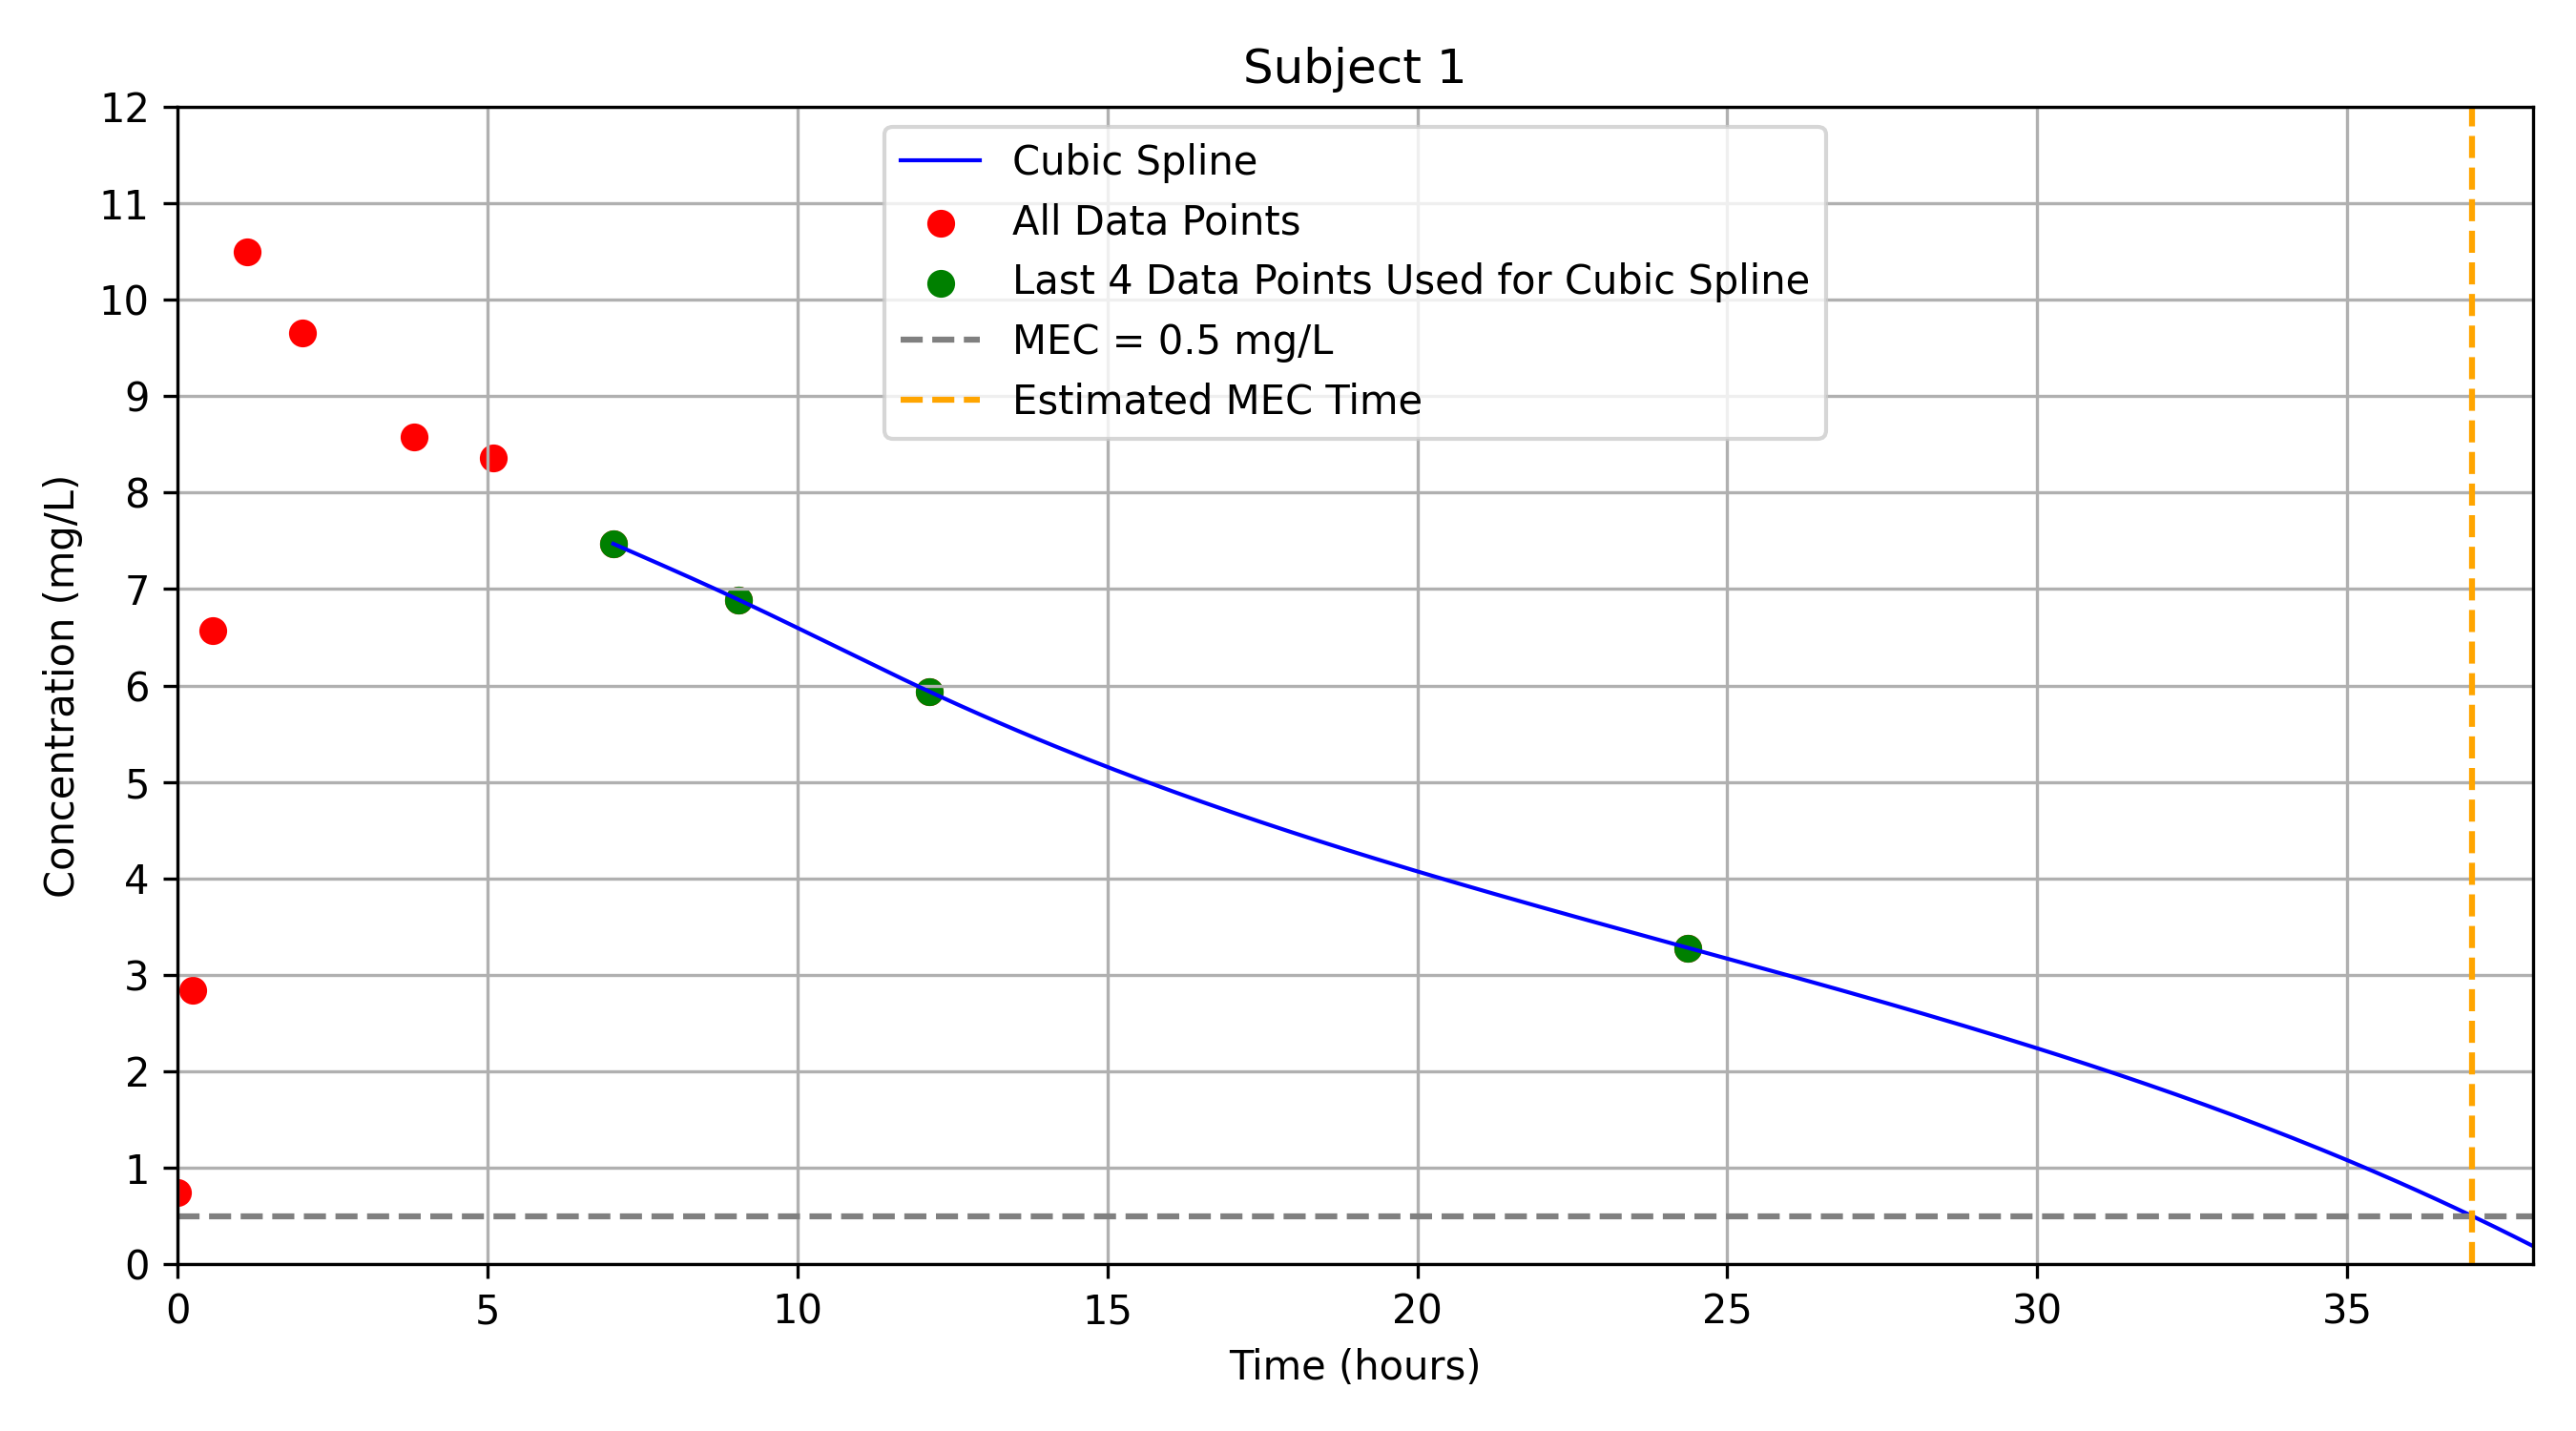 Subject 1
12
11
10
9
8
7
6
5
4
3
2
1
0
Concentration (mg/L)
Cubic Spline
All Data Points
Last 4 Data Points Used for Cubic Spline
MEC = 0.5 mg/L
Estimated MEC Time
0 5 10 15 20 25 30 35
Time (hours)